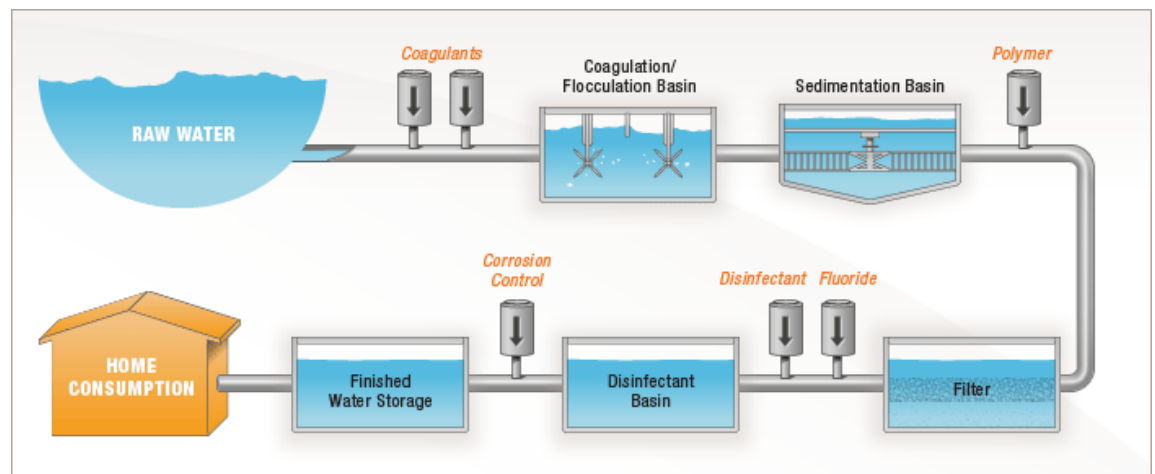 Coagulants
Coagulation/
Flocculation Basin
Sedimentation Basin
Polymer
RAW WATER
Corrosion
Control
Disinfectant
Fluoride
HOME
CONSUMPTION
Finished
Water Storage
Disinfectant
Basin
Filter